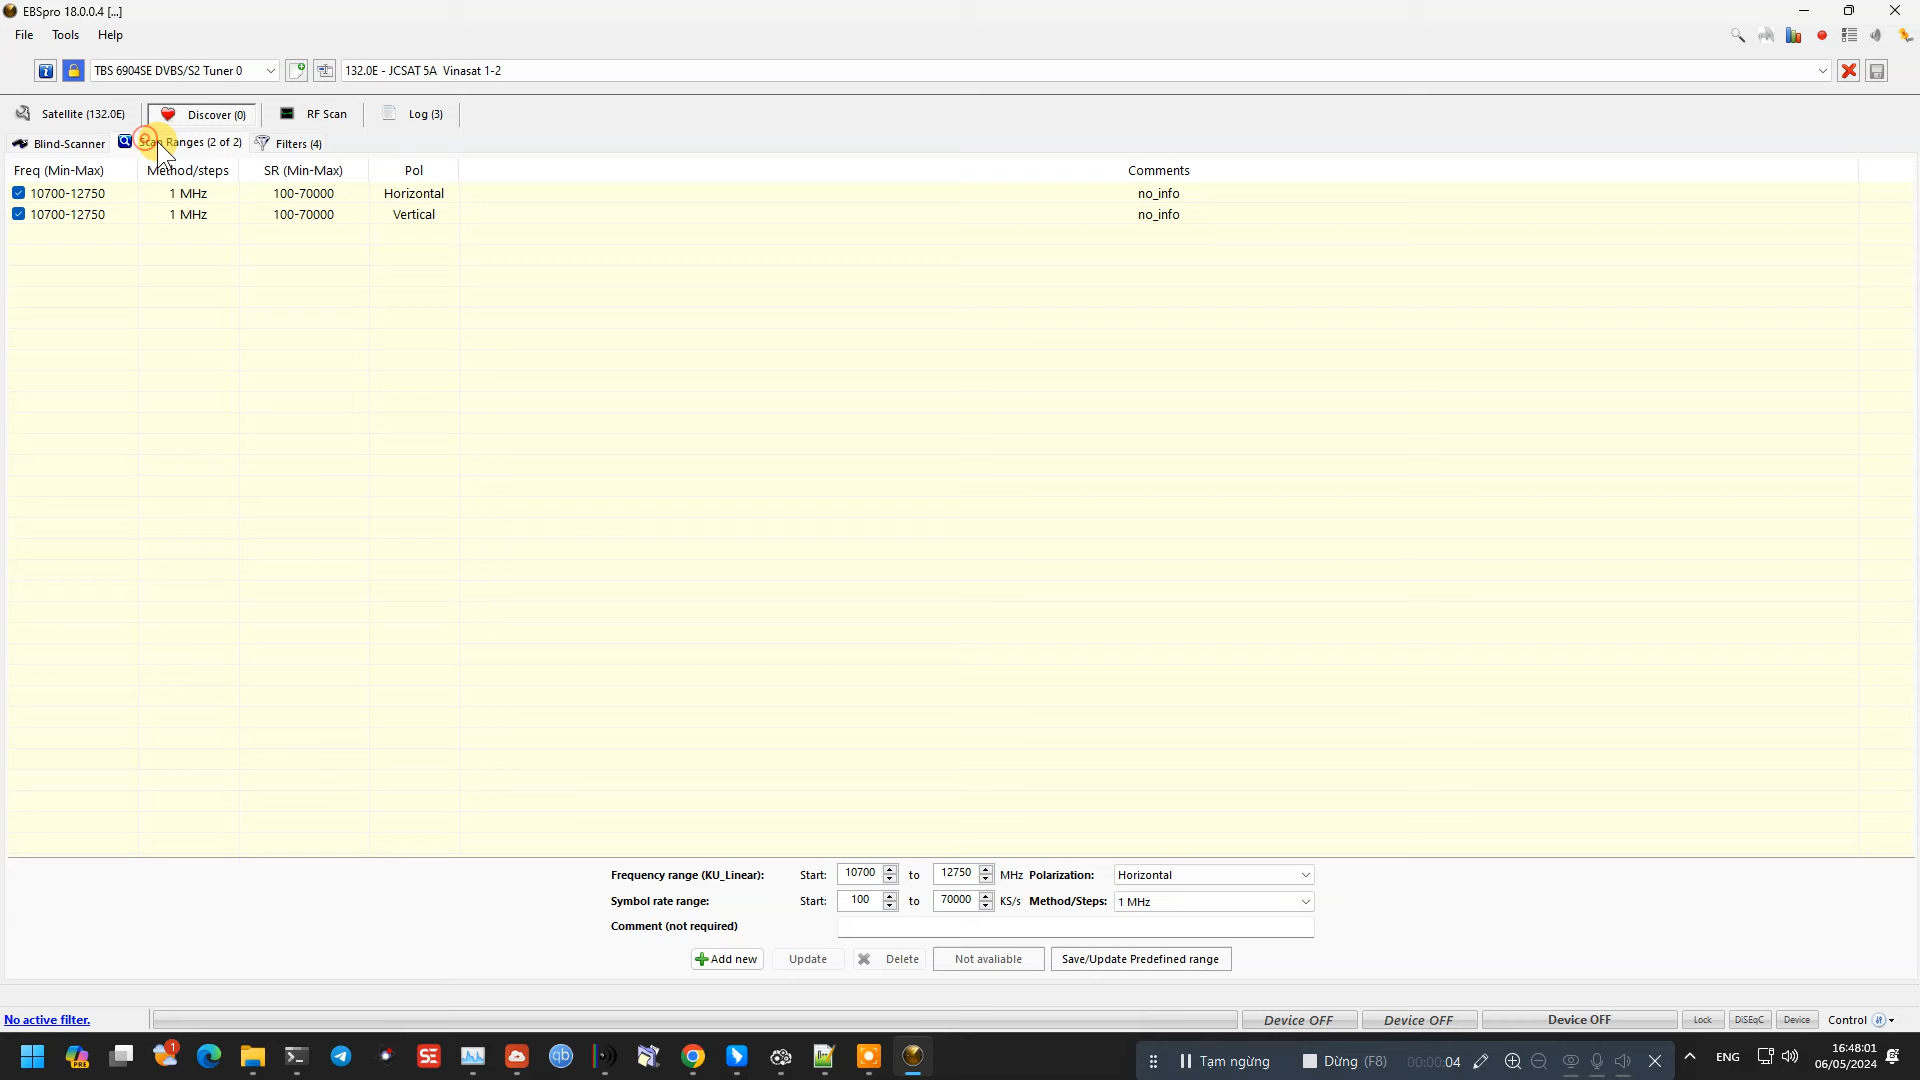 EBSpro 18.0.0.4 [...]
File Tools Help
TBS 6904SE DVBS/S2 Tuner 0 132.0E - JCSAT 5A Vinasat 1-2
Satellite (132.0E) Discover (0) RF Scan Log (3)
Blind-Scanner Scan Ranges (2 of 2) Filters (4)
Freq (Min-Max) Method/steps SR (Min-Max) Pol Comments
10700-12750 1 MHz 100-70000 Horizontal no_info
10700-12750 1 MHz 100-70000 Vertical no_info
Frequency range (KU_Linear): Start: 10700 to 12750 MHz Polarization: Horizontal
Symbol rate range: Start: 100 to 70000 KS/s Method/Steps: 1 MHz
Comment (not required)
Add new Update Delete Not avaliable Save/Update Predefined range
No active filter. Device OFF Device OFF Device OFF Lock DiSEqC Device Control
PRE 1 SE qb Tạm ngừng Dừng (F8) 00:00:04 ENG 16:48:01
06/05/2024